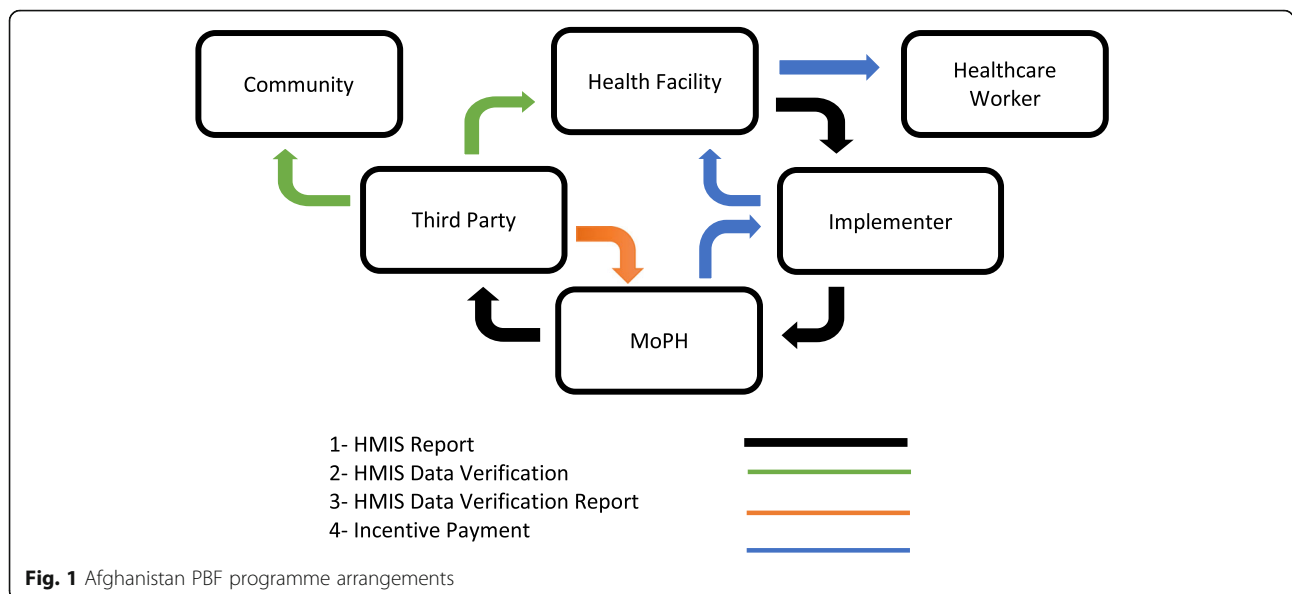 Community
Health Facility
Healthcare
Worker
Third Party
Implementer
MoPH
1- HMIS Report
2- HMIS Data Verification
3- HMIS Data Verification Report
4- Incentive Payment
Fig. 1 Afghanistan PBF programme arrangements